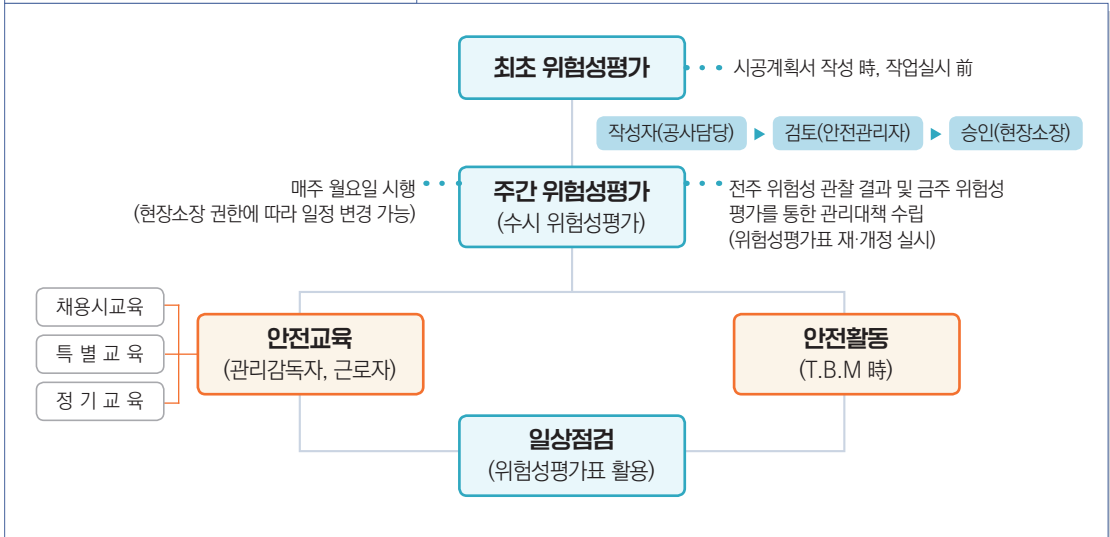 최초 위험성평가
시공계획서 작성 時, 작업실시 前
작성자(공사담당) ▶ 검토(안전관리자) ▶ 승인(현장소장)
매주 월요일 시행
(현장소장 권한에 따라 일정 변경 가능)
주간 위험성평가
(수시 위험성평가)
전주 위험성 관찰 결과 및 금주 위험성
평가를 통한 관리대책 수립
(위험성평가표 재·개정 실시)
채용시교육
특 별 교 육
정 기 교 육
안전교육
(관리감독자, 근로자)
안전활동
(T.B.M 時)
일상점검
(위험성평가표 활용)